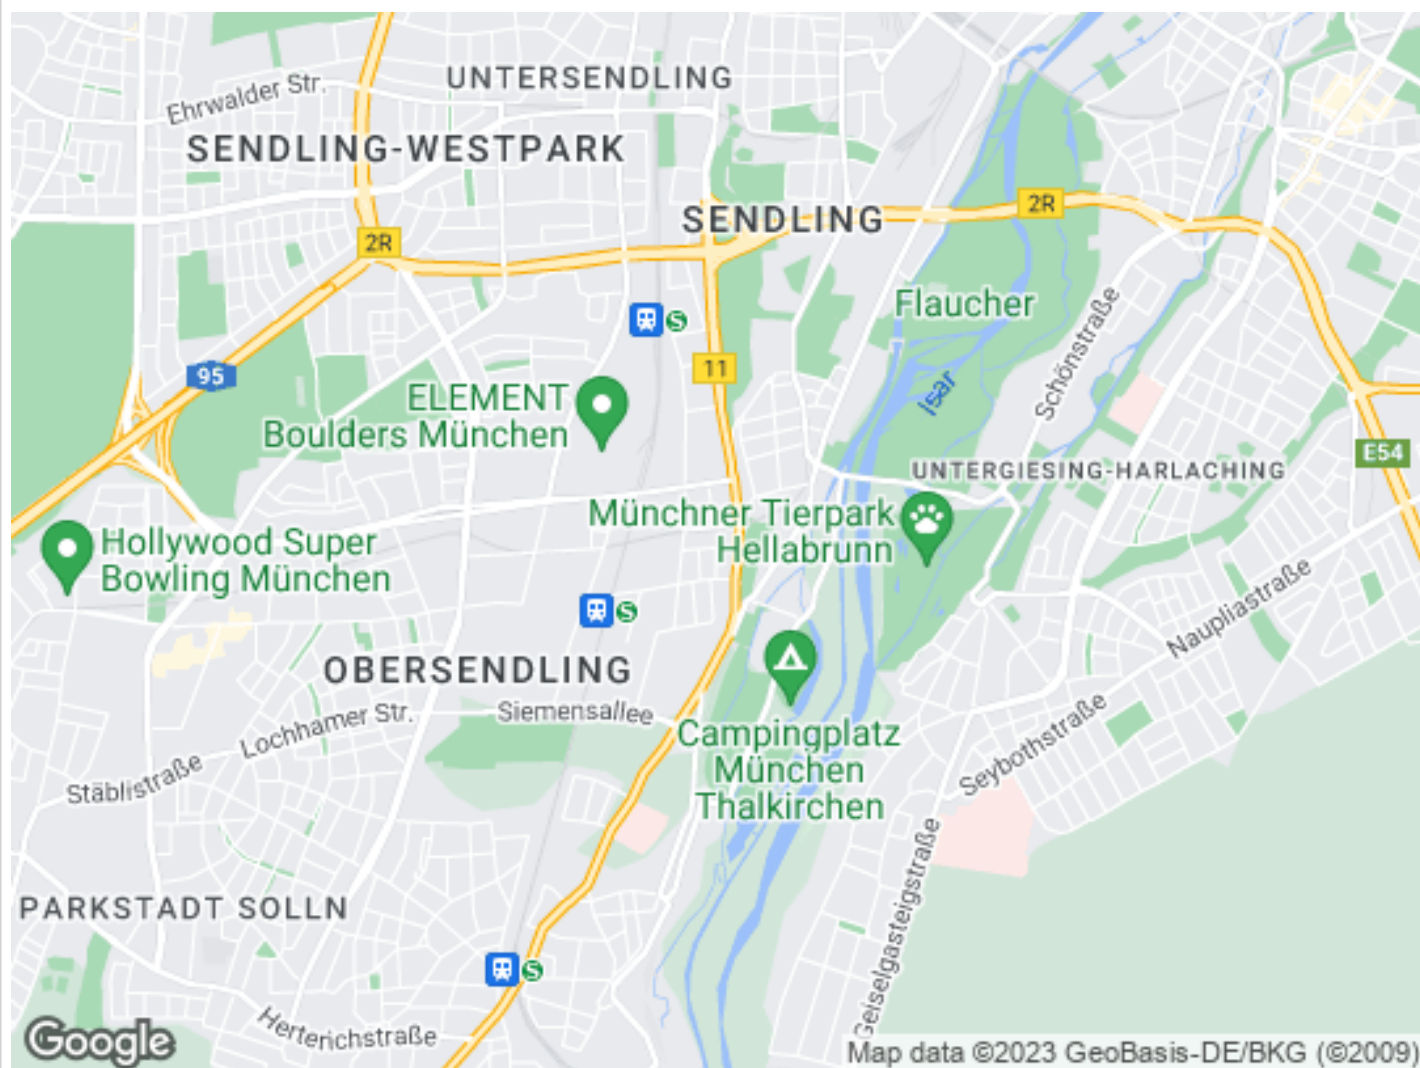 UNTERSENDLING
Ehrwalder Str.
SENDLING-WESTPARK
2R
SENDLING
2R
Flaucher
Schönstraße
S
11
95
ELEMENT
Boulders München
Isar
E54
UNTERGIESING-HARLACHING
Münchner Tierpark
Hellabrunn
Hollywood Super
Bowling München
Naupliastraße
S
OBERSENDLING
Siemensallee
Lochhamer Str.
Stäblistraße
Campingplatz
München
Thalkirchen
Seybothstraße
Geiselgasteigstraße
PARKSTADT SOLLN
S
Herterichstraße
Google
Map data ©2023 GeoBasis-DE/BKG (©2009)